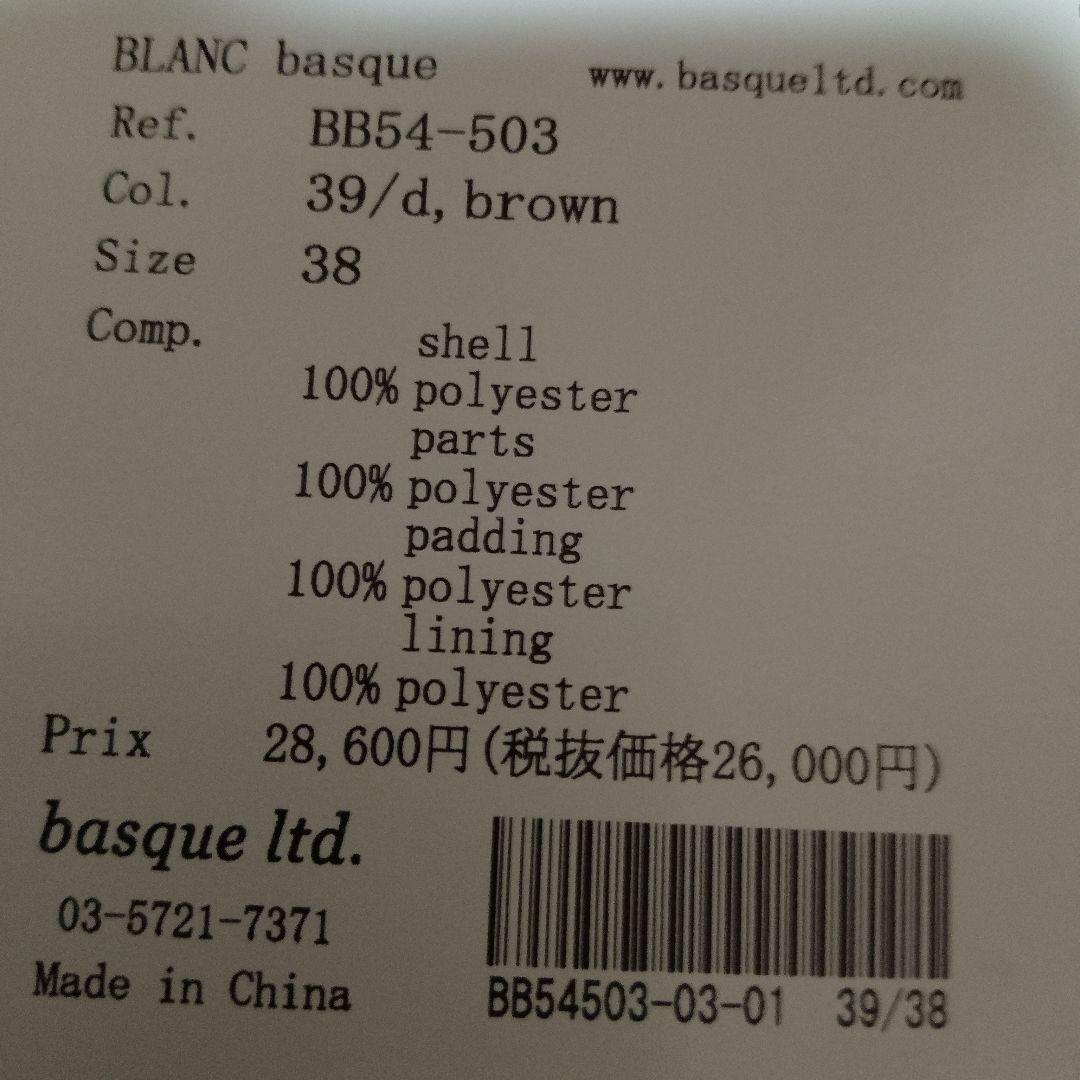 BLANC basque www.basqueltd.com
Ref. BB54-503
Col. 39/d, brown
Size 38
Comp. shell
100% polyester
parts
100% polyester
padding
100% polyester
lining
100% polyester
Prix 28,600円(税抜価格26,000円)
basque ltd.
03-5721-7371
Made in China
BB54503-03-01 39/38